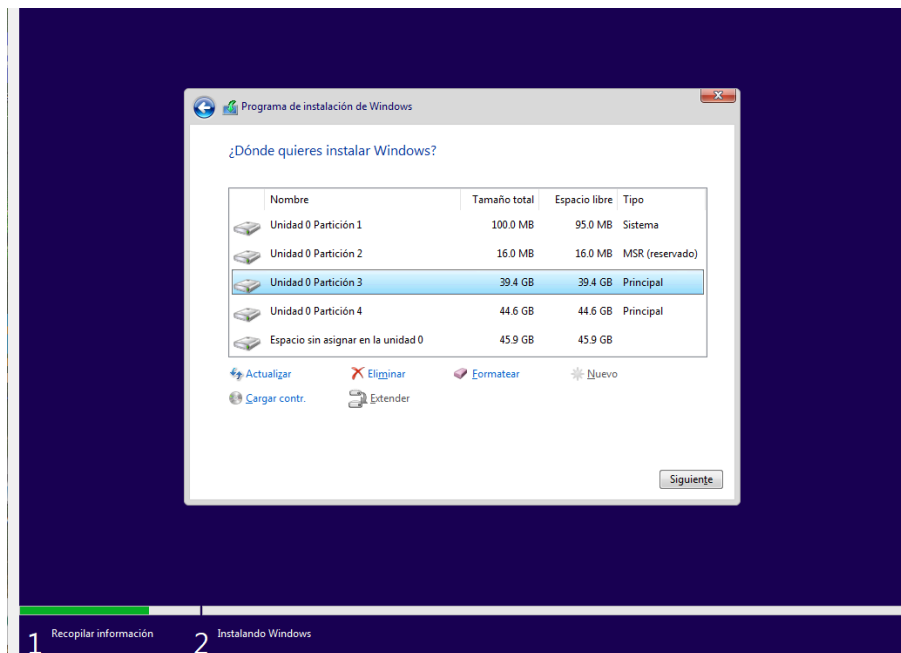 Programa de instalación de Windows
¿Dónde quieres instalar Windows?
Nombre Tamaño total Espacio libre Tipo
Unidad 0 Partición 1 100.0 MB 95.0 MB Sistema
Unidad 0 Partición 2 16.0 MB 16.0 MB MSR (reservado)
Unidad 0 Partición 3 39.4 GB 39.4 GB Principal
Unidad 0 Partición 4 44.6 GB 44.6 GB Principal
Espacio sin asignar en la unidad 0 45.9 GB 45.9 GB
Actualizar Eliminar Formatear Nuevo
Cargar contr. Extender
Siguiente
1 Recopilar información 2 Instalando Windows